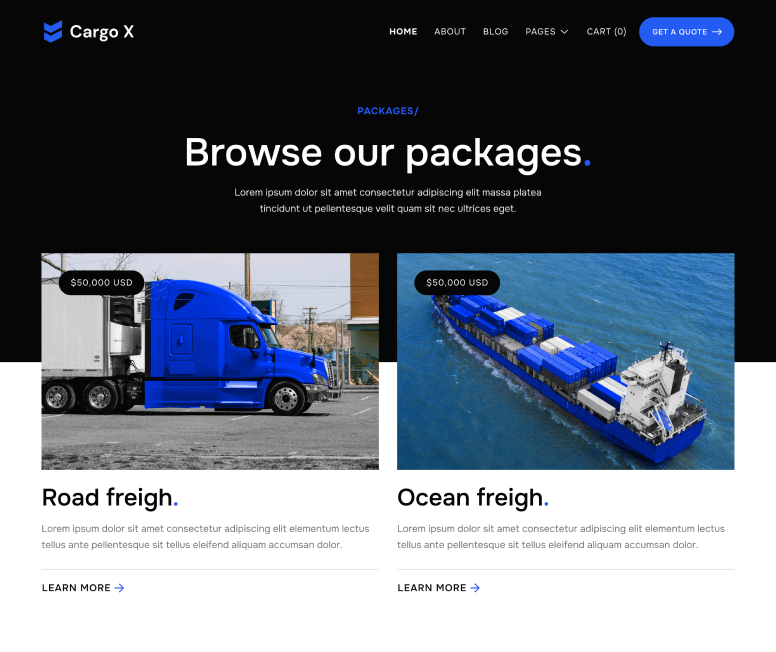 Cargo X
HOME ABOUT BLOG PAGES CART (0) GET A QUOTE
PACKAGES/
Browse our packages.
Lorem ipsum dolor sit amet consectetur adipiscing elit massa platea
tincidunt ut pellentesque velit quam sit nec ultrices eget.
$50,000 USD
Road freigh.
Lorem ipsum dolor sit amet consectetur adipiscing elit elementum lectus
tellus ante pellentesque sit tellus eleifend aliquam accumsan dolor.
LEARN MORE
$50,000 USD
Ocean freigh.
Lorem ipsum dolor sit amet consectetur adipiscing elit elementum lectus
tellus ante pellentesque sit tellus eleifend aliquam accumsan dolor.
LEARN MORE